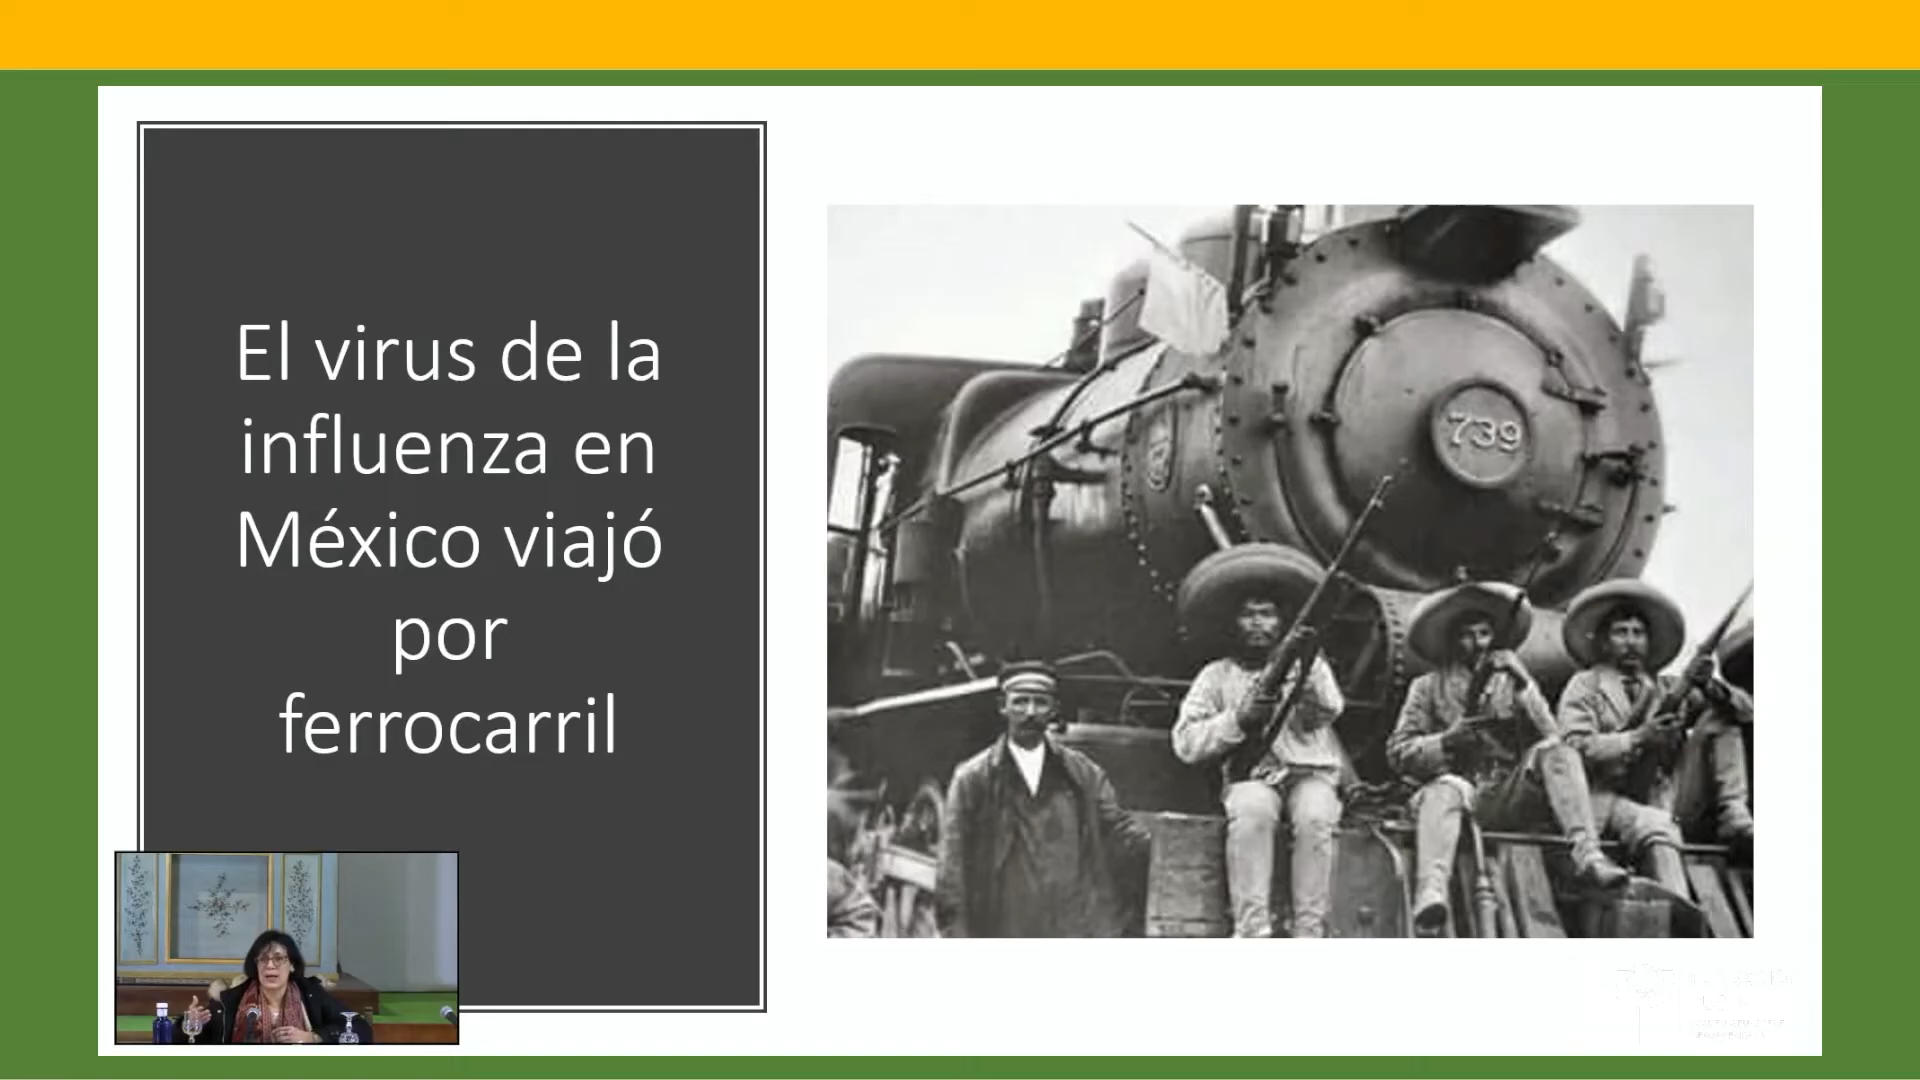 El virus de la
influenza en
México viajó
por
ferrocarril
739